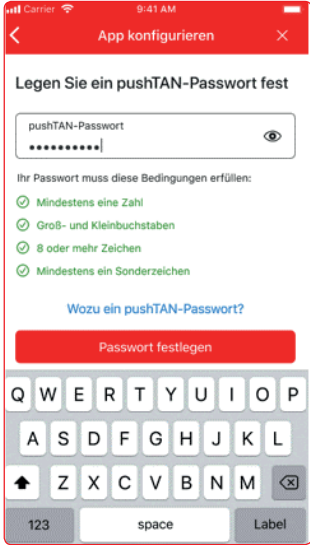 Carrier 9:41 AM
App konfigurieren
Legen Sie ein pushTAN-Passwort fest
pushTAN-Passwort
••••••••••
Ihr Passwort muss diese Bedingungen erfüllen:
Mindestens eine Zahl
Groß- und Kleinbuchstaben
8 oder mehr Zeichen
Mindestens ein Sonderzeichen
Wozu ein pushTAN-Passwort?
Passwort festlegen
Q W E R T Y U I O P
A S D F G H J K L
Z X C V B N M
123 space Label